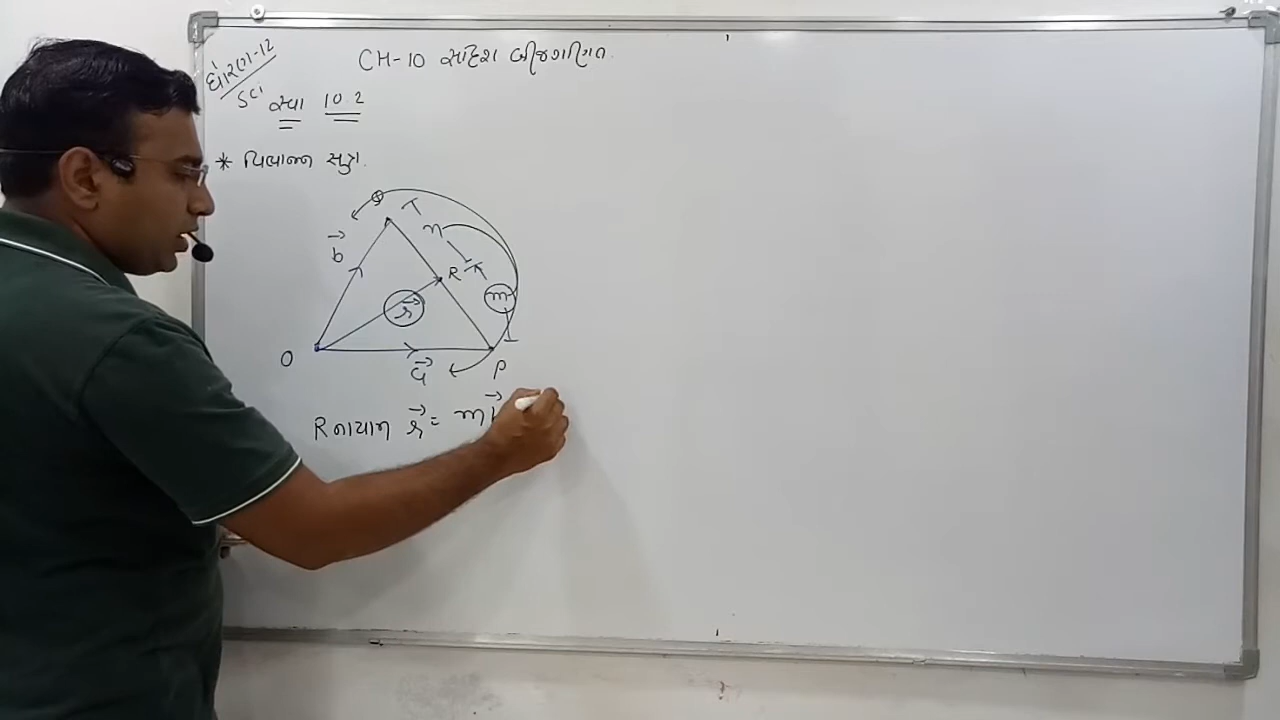 ધોરણ-12
Sci
CH-10 સદિશ બીજગણિત.
સ્વા 10.2
* વિભાજન સૂત્ર.
n
b⃗
R
m
r⃗
O
a⃗
P
R નાયામ r⃗ = m